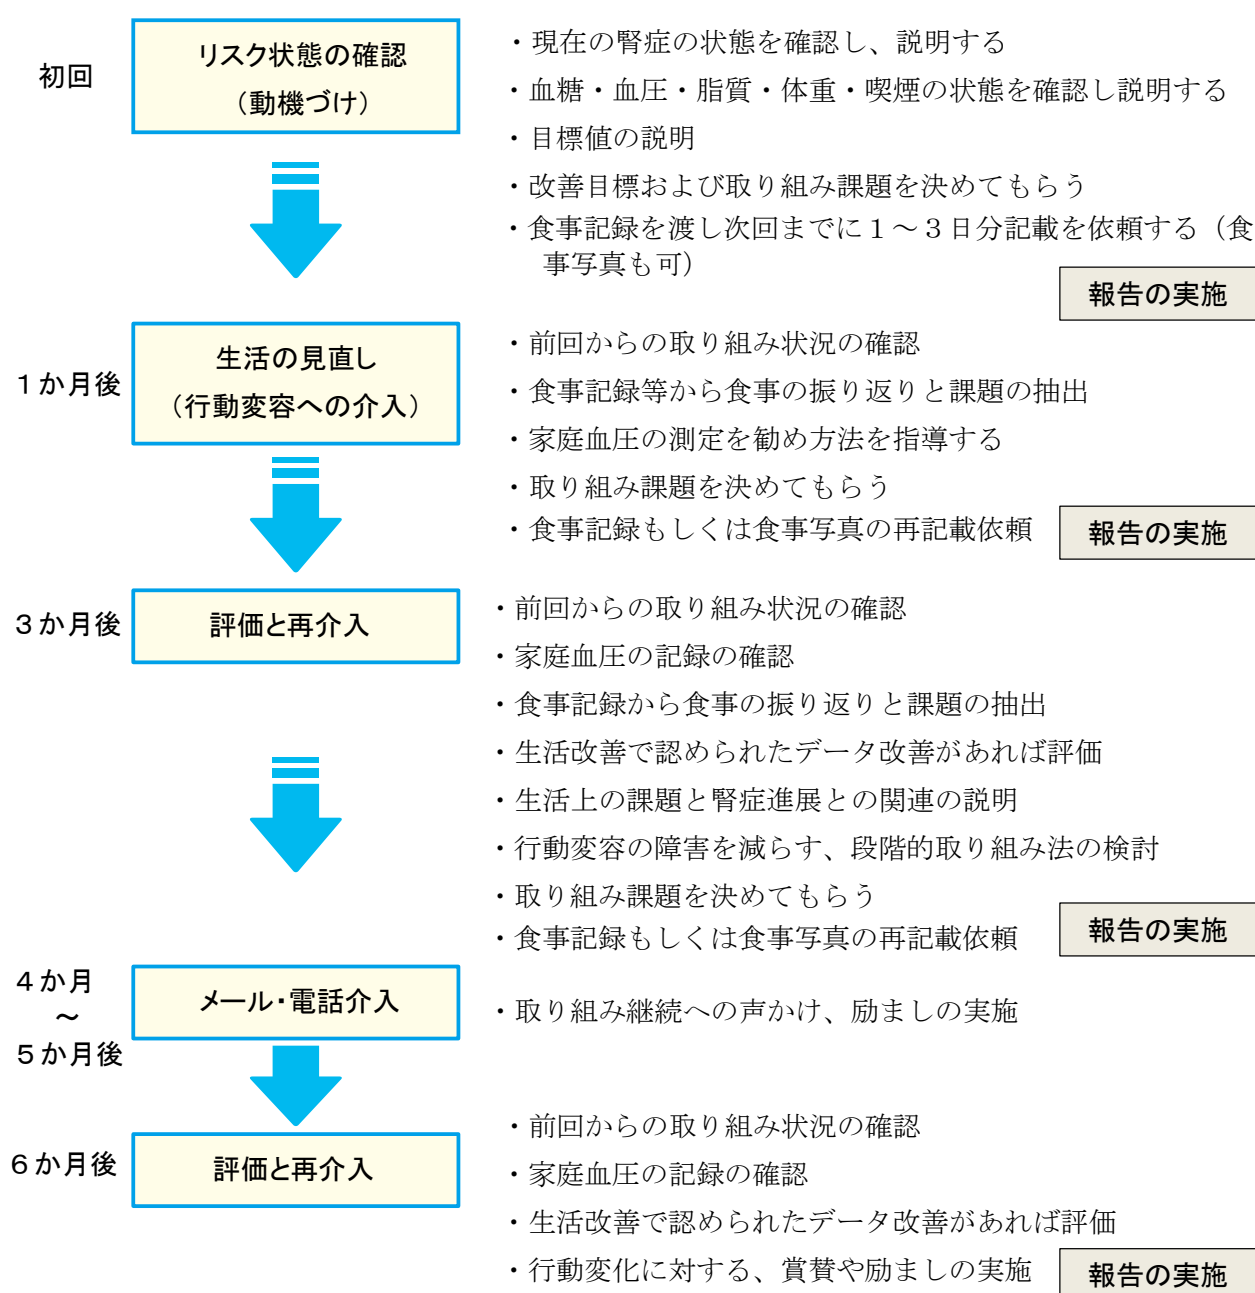 初回
リスク状態の確認
（動機づけ）
・現在の腎症の状態を確認し、説明する
・血糖・血圧・脂質・体重・喫煙の状態を確認し説明する
・目標値の説明
・改善目標および取り組み課題を決めてもらう
・食事記録を渡し次回までに１～３日分記載を依頼する（食
事写真も可）
報告の実施
１か月後
生活の見直し
（行動変容への介入）
・前回からの取り組み状況の確認
・食事記録等から食事の振り返りと課題の抽出
・家庭血圧の測定を勧め方法を指導する
・取り組み課題を決めてもらう
・食事記録もしくは食事写真の再記載依頼
報告の実施
３か月後
評価と再介入
・前回からの取り組み状況の確認
・家庭血圧の記録の確認
・食事記録から食事の振り返りと課題の抽出
・生活改善で認められたデータ改善があれば評価
・生活上の課題と腎症進展との関連の説明
・行動変容の障害を減らす、段階的取り組み法の検討
・取り組み課題を決めてもらう
・食事記録もしくは食事写真の再記載依頼
報告の実施
４か月
～
５か月後
メール・電話介入
・取り組み継続への声かけ、励ましの実施
６か月後
評価と再介入
・前回からの取り組み状況の確認
・家庭血圧の記録の確認
・生活改善で認められたデータ改善があれば評価
・行動変化に対する、賞賛や励ましの実施
報告の実施